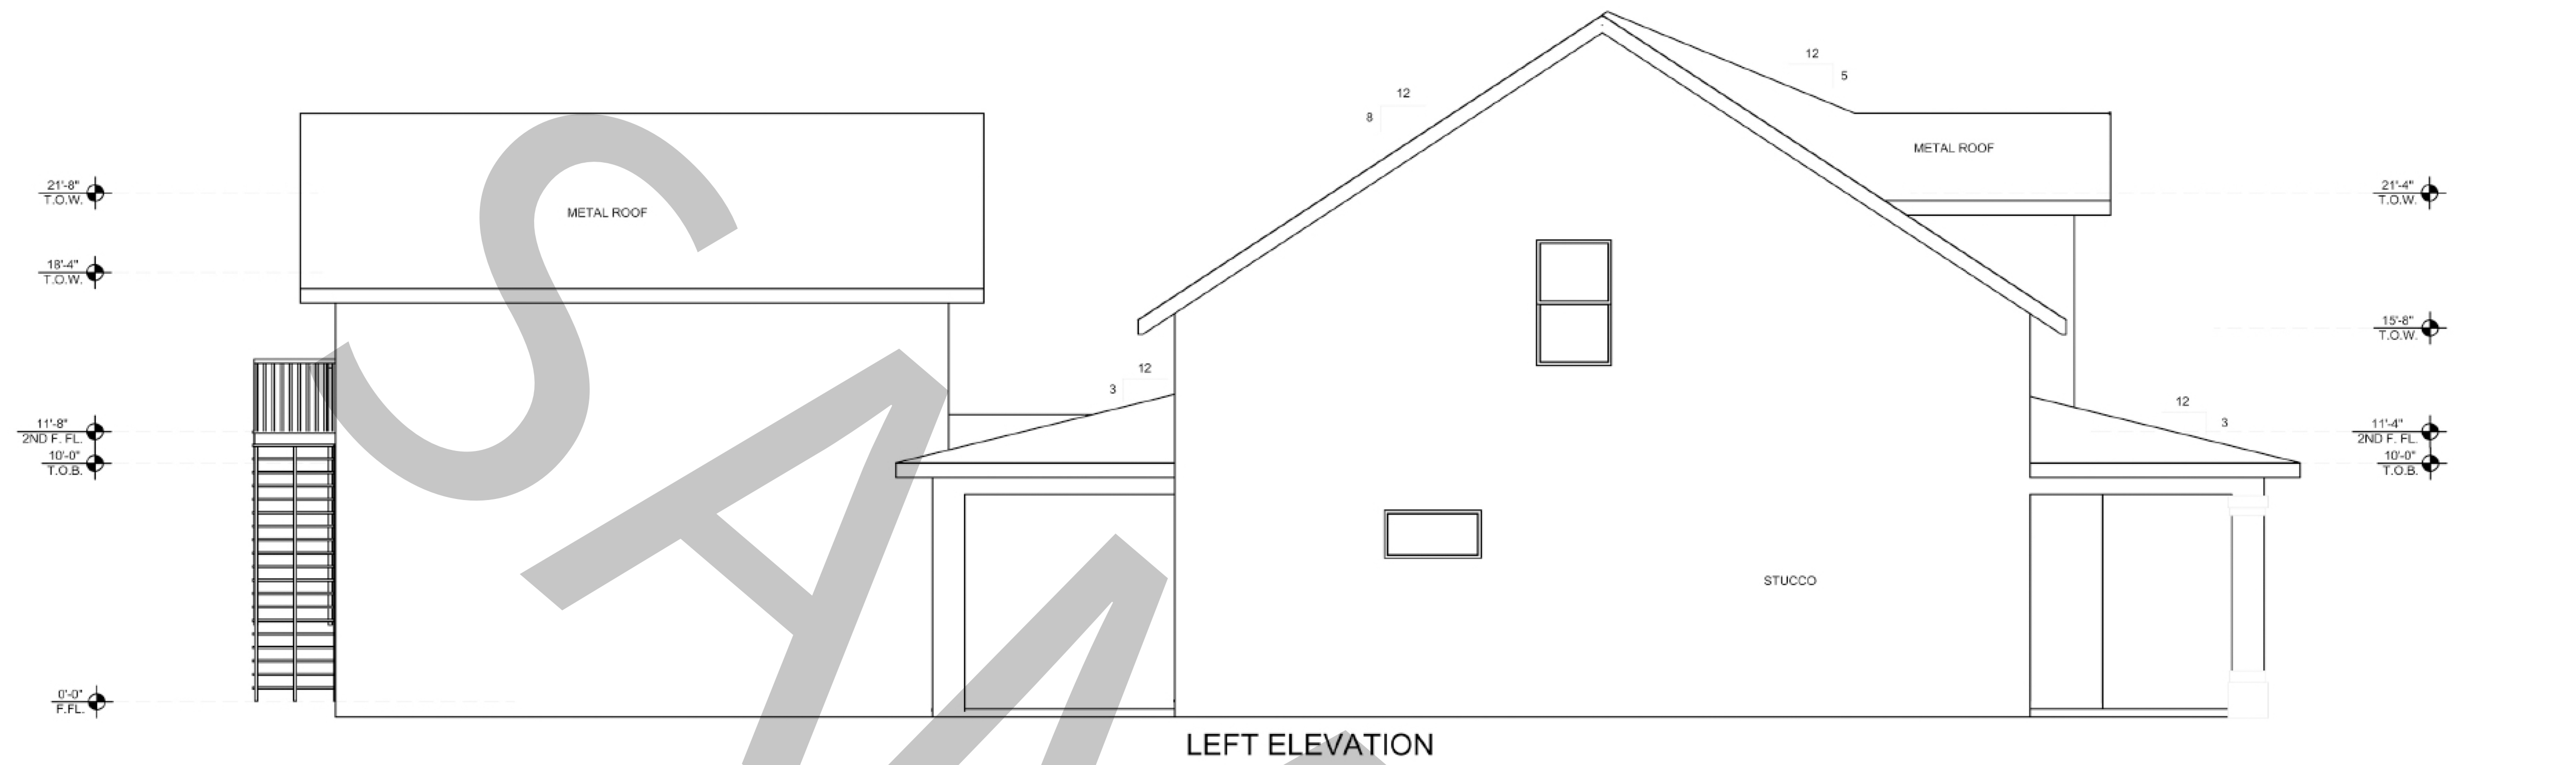 12
5
12
8
METAL ROOF
21'-8"
T.O.W.
21'-4"
T.O.W.
METAL ROOF
18'-4"
T.O.W.
15'-8"
T.O.W.
12
3
12
3
11'-8"
2ND F. FL.
11'-4"
2ND F. FL.
10'-0"
T.O.B.
10'-0"
T.O.B.
STUCCO
0'-0"
F.FL.
LEFT ELEVATION
SAM